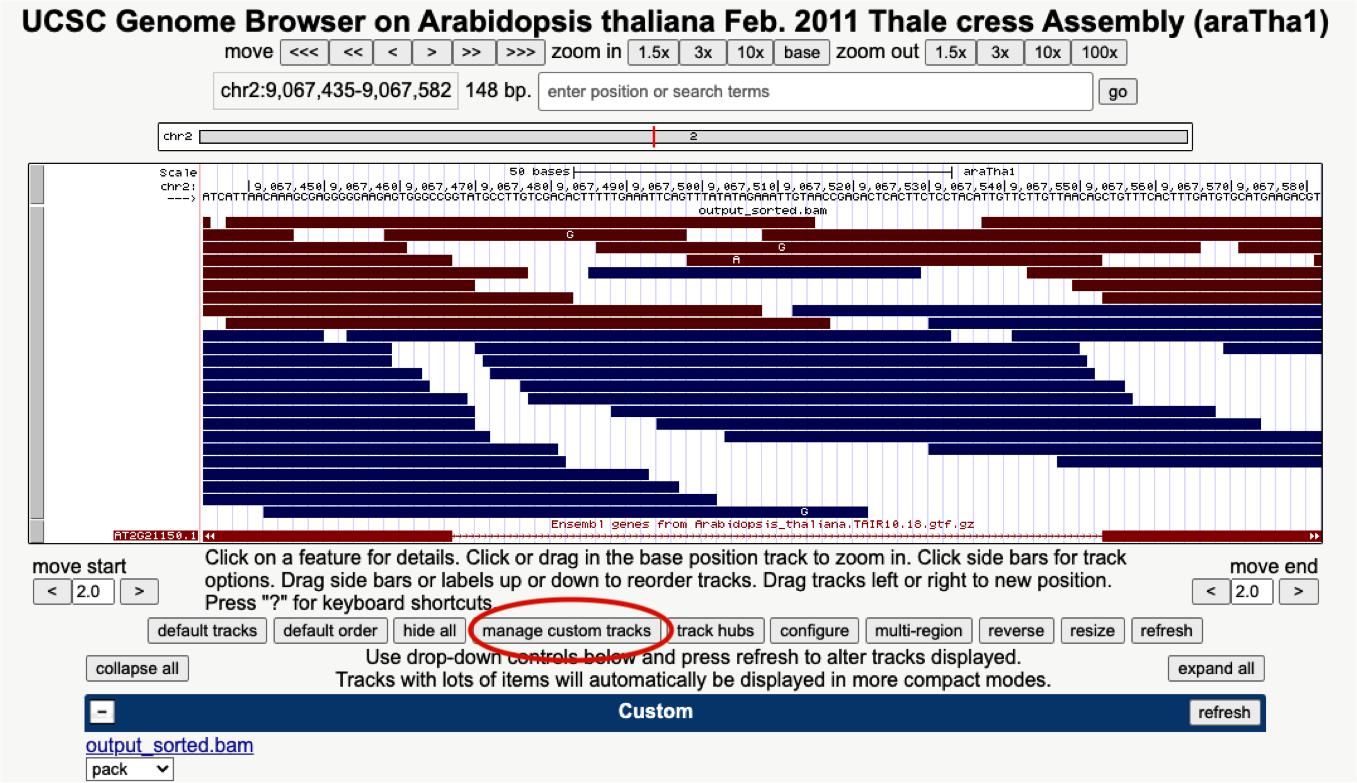 UCSC Genome Browser on Arabidopsis thaliana Feb. 2011 Thale cress Assembly (araTha1)
move <<< << < > >> >>> zoom in 1.5x 3x 10x base zoom out 1.5x 3x 10x 100x
chr2:9,067,435-9,067,582 148 bp. enter position or search terms go
chr2 2
Scale 50 bases araTha1
chr2: 9,067,450 9,067,460 9,067,470 9,067,480 9,067,490 9,067,500 9,067,510 9,067,520 9,067,530 9,067,540 9,067,550 9,067,560 9,067,570 9,067,580
--->
output_sorted.bam
G
G
A
G
Ensembl genes from Arabidopsis_thaliana.TAIR10.18.gtf.gz
AT2G21150.1
move start
< 2.0 >
Click on a feature for details. Click or drag in the base position track to zoom in. Click side bars for track
options. Drag side bars or labels up or down to reorder tracks. Drag tracks left or right to new position.
Press "?" for keyboard shortcuts.
move end
< 2.0 >
default tracks default order hide all manage custom tracks track hubs configure multi-region reverse resize refresh
collapse all
Use drop-down controls below and press refresh to alter tracks displayed.
Tracks with lots of items will automatically be displayed in more compact modes.
expand all
- Custom refresh
output_sorted.bam
pack